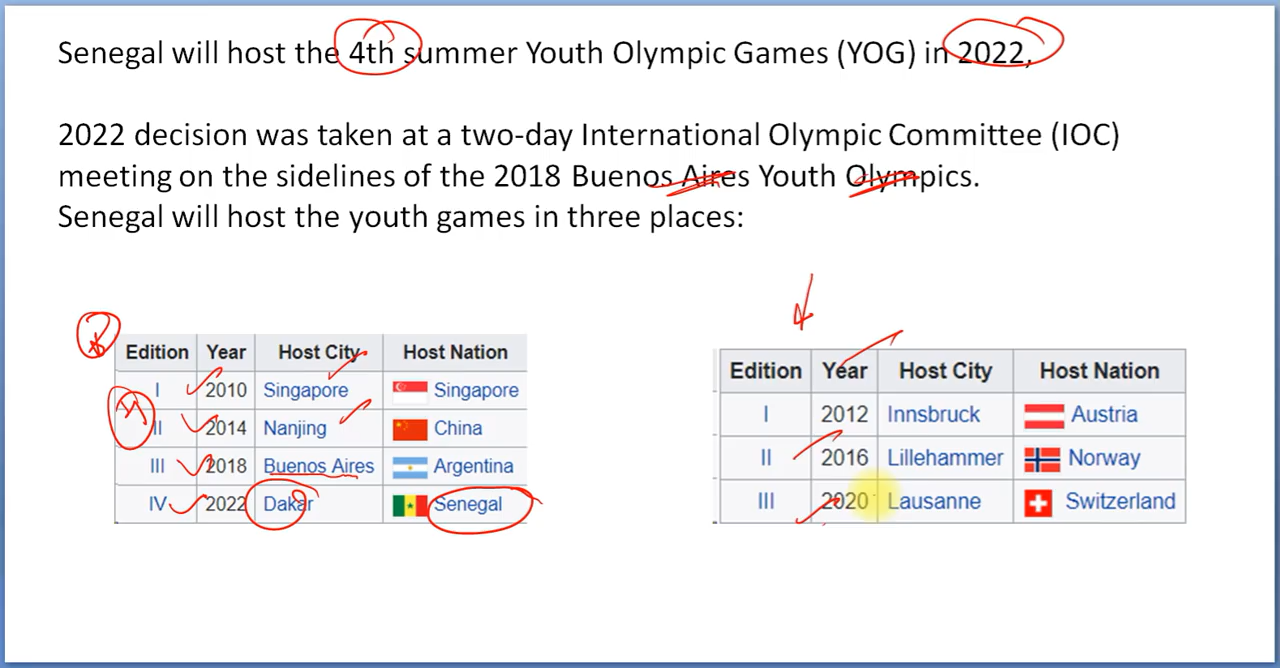 Senegal will host the 4th summer Youth Olympic Games (YOG) in 2022,
2022 decision was taken at a two-day International Olympic Committee (IOC)
meeting on the sidelines of the 2018 Buenos Aires Youth Olympics.
Senegal will host the youth games in three places:
Edition Year Host City Host Nation
I 2010 Singapore Singapore
II 2014 Nanjing China
III 2018 Buenos Aires Argentina
IV 2022 Dakar Senegal
Edition Year Host City Host Nation
I 2012 Innsbruck Austria
II 2016 Lillehammer Norway
III 2020 Lausanne Switzerland